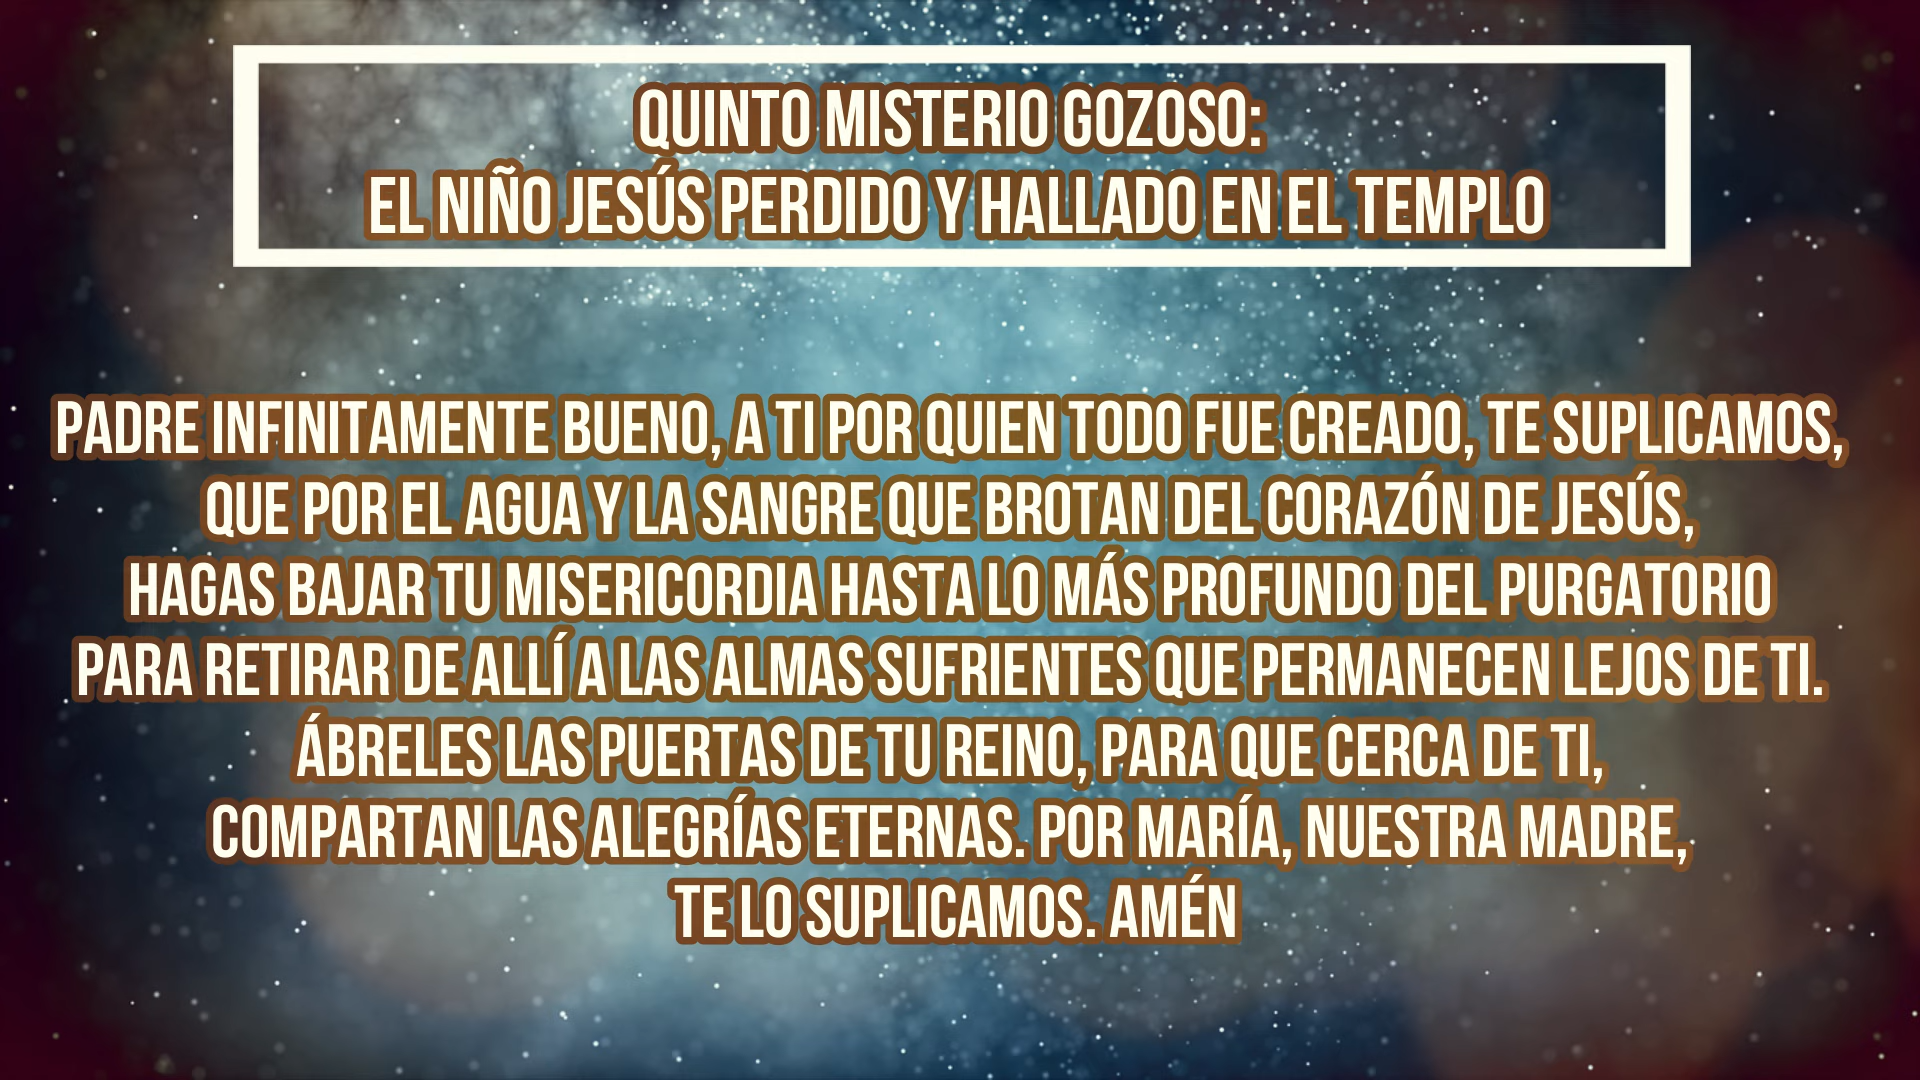 QUINTO MISTERIO GOZOSO:
EL NIÑO JESÚS PERDIDO Y HALLADO EN EL TEMPLO
PADRE INFINITAMENTE BUENO, A TI POR QUIEN TODO FUE CREADO, TE SUPLICAMOS,
QUE POR EL AGUA Y LA SANGRE QUE BROTAN DEL CORAZÓN DE JESÚS,
HAGAS BAJAR TU MISERICORDIA HASTA LO MÁS PROFUNDO DEL PURGATORIO
PARA RETIRAR DE ALLÍ A LAS ALMAS SUFRIENTES QUE PERMANECEN LEJOS DE TI.
ÁBRELES LAS PUERTAS DE TU REINO, PARA QUE CERCA DE TI,
COMPARTAN LAS ALEGRÍAS ETERNAS. POR MARÍA, NUESTRA MADRE,
TE LO SUPLICAMOS. AMÉN